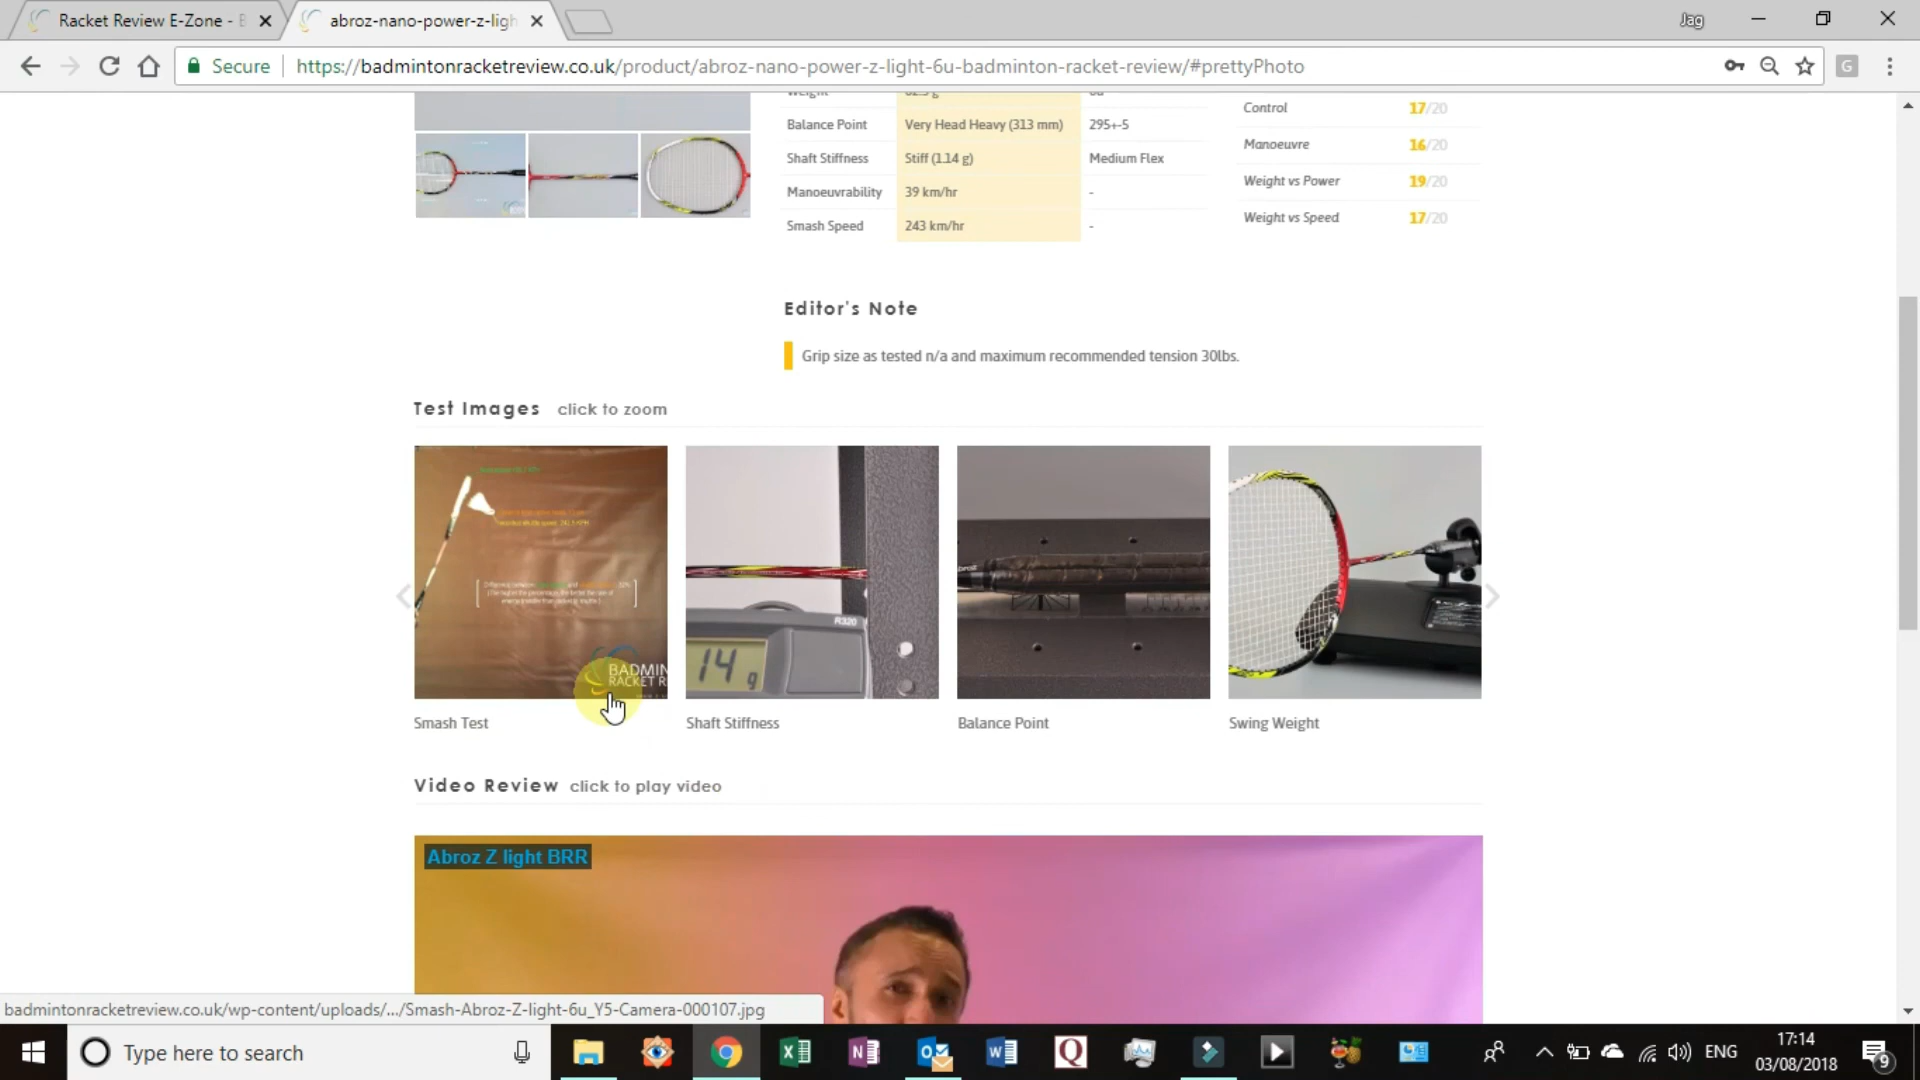 Racket Review E-Zone -
abroz-nano-power-z-ligh
Jag
Secure
https://badmintonracketreview.co.uk/product/abroz-nano-power-z-light-6u-badminton-racket-review/#prettyPhoto
G
Balance Point Very Head Heavy (313 mm) 295+-5
Shaft Stiffness Stiff (1.14 g) Medium Flex
Manoeuvrability 39 km/hr -
Smash Speed 243 km/hr -
Control 17/20
Manoeuvre 16/20
Weight vs Power 19/20
Weight vs Speed 17/20
Editor's Note
Grip size as tested n/a and maximum recommended tension 30lbs.
Test Images click to zoom
BADMIN
RACKET R
R320
14 g
Smash Test
Shaft Stiffness
Balance Point
Swing Weight
Video Review click to play video
Abroz Z light BRR
badmintonracketreview.co.uk/wp-content/uploads/.../Smash-Abroz-Z-light-6u_Y5-Camera-000107.jpg
Type here to search
ENG
17:14
03/08/2018
9